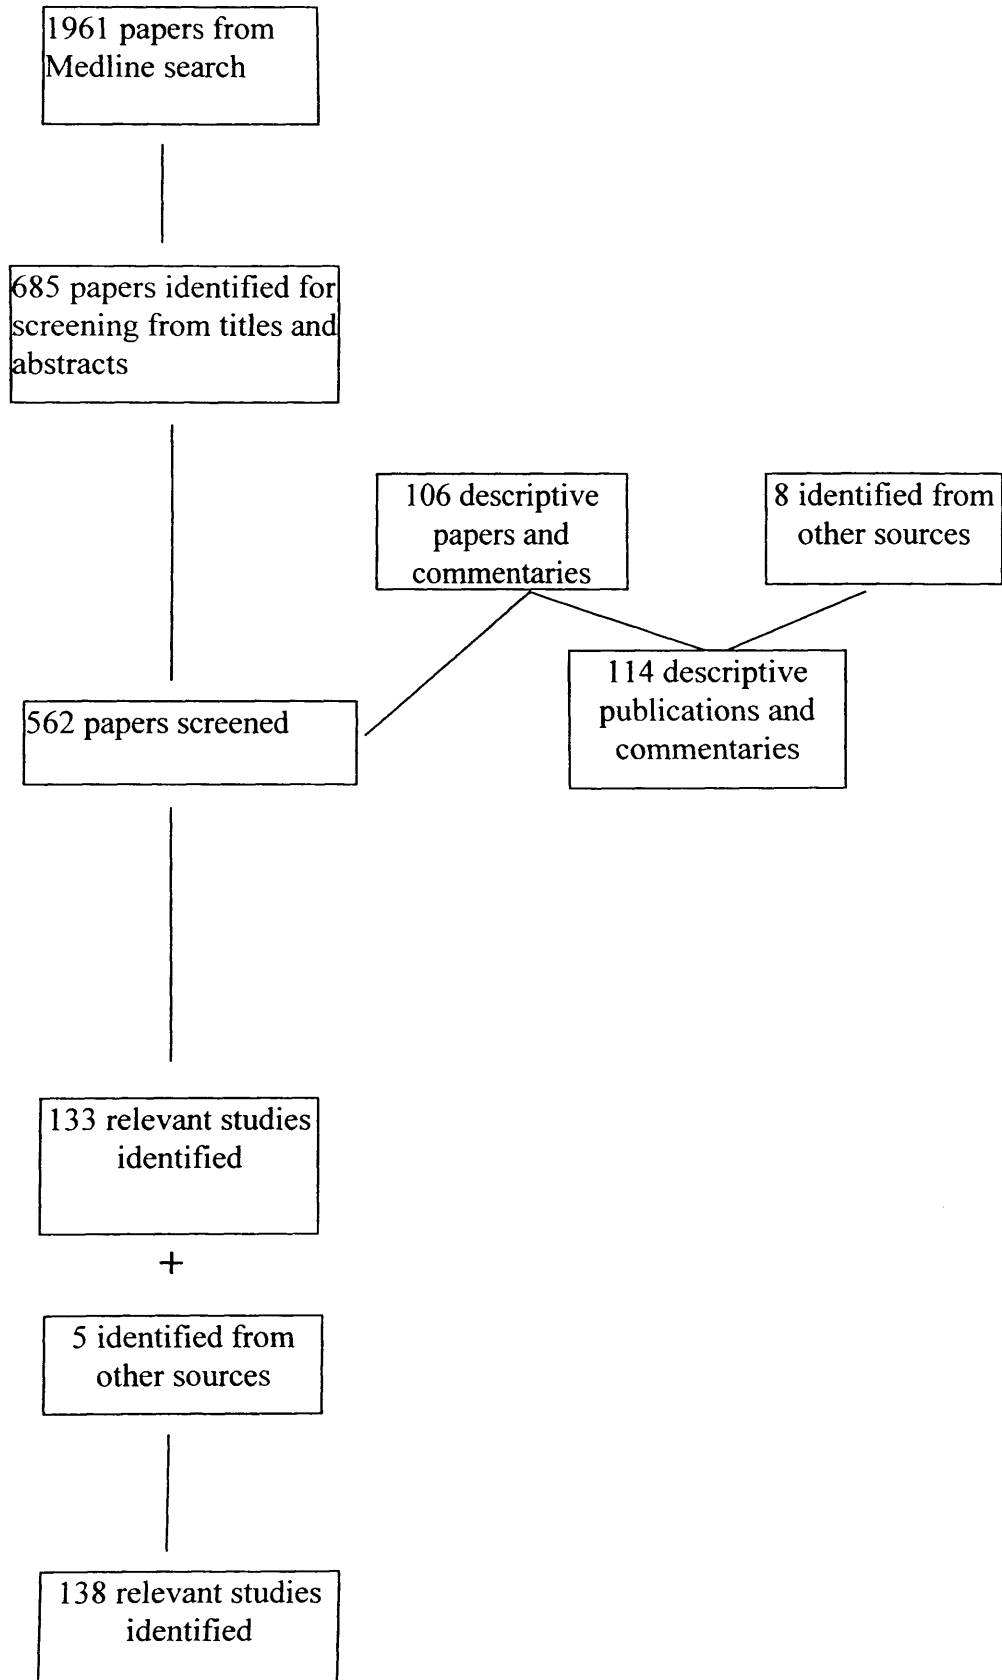 1961 papers from
Medline search
685 papers identified for
screening from titles and
abstracts
106 descriptive
papers and
commentaries
8 identified from
other sources
114 descriptive
publications and
commentaries
562 papers screened
133 relevant studies
identified
+
5 identified from
other sources
138 relevant studies
identified